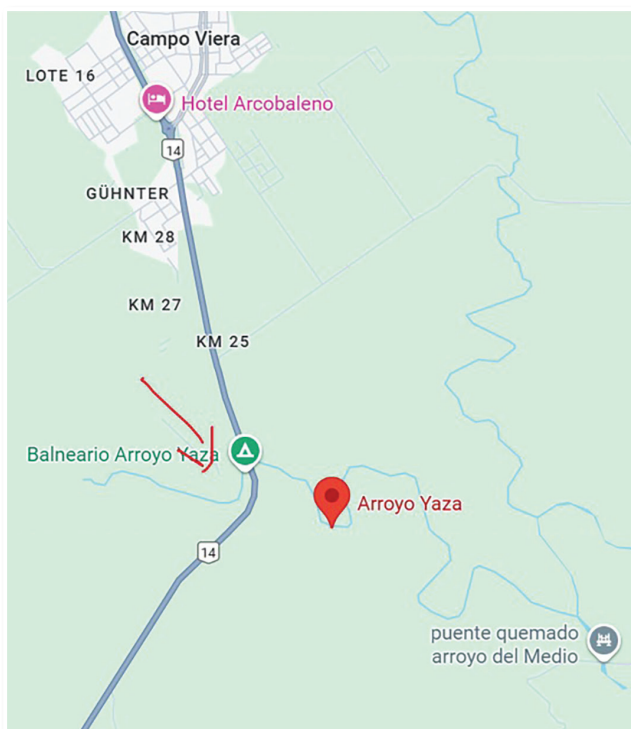 Campo Viera
LOTE 16
Hotel Arcobaleno
14
GÜHNTER
KM 28
KM 27
KM 25
Balneario Arroyo Yaza
Arroyo Yaza
14
puente quemado
arroyo del Medio